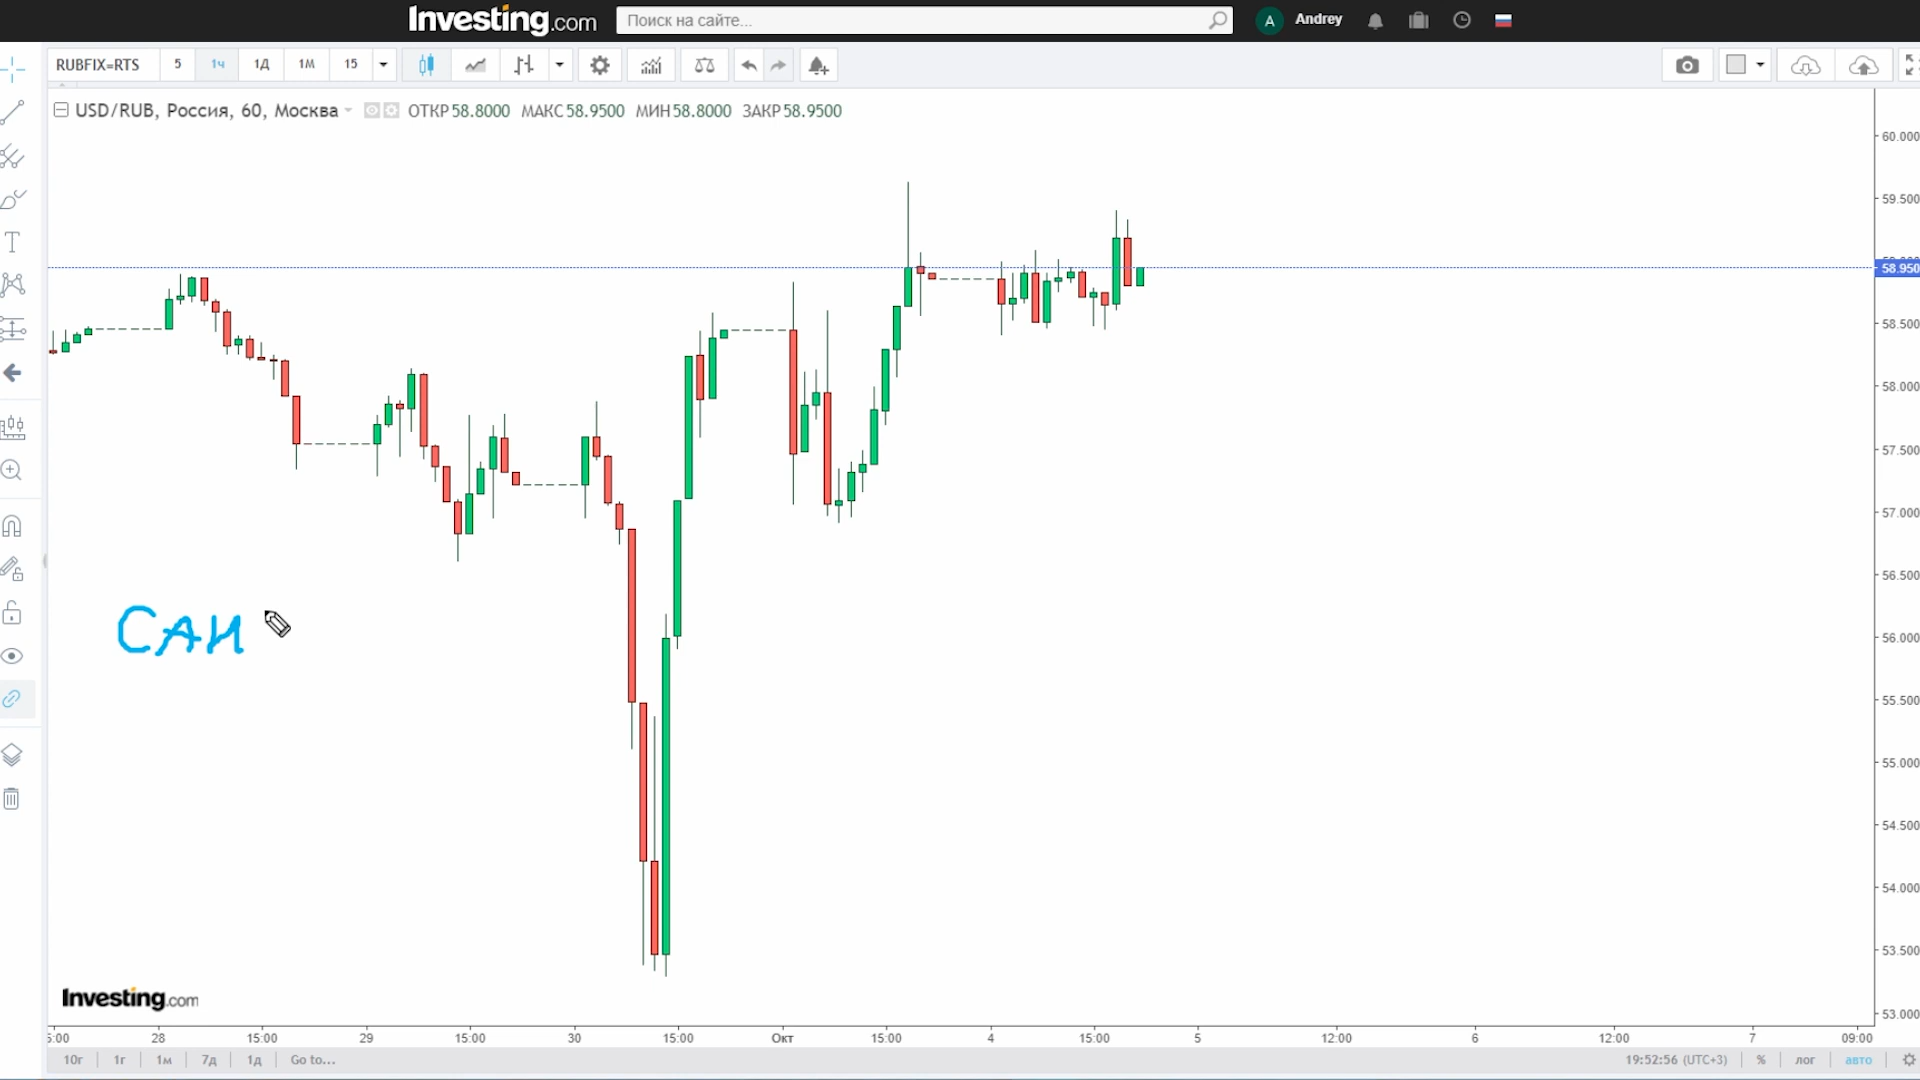 Investing.com
Поиск на сайте...
A Andrey
RUBFIX=RTS 5 1ч 1Д 1М 15
USD/RUB, Россия, 60, Москва ОТКР 58.8000 МАКС 58.9500 МИН 58.8000 ЗАКР 58.9500
60.000
59.500
58.950
58.500
58.000
57.500
57.000
56.500
56.000
55.500
55.000
54.500
54.000
53.500
53.000
САН
Investing.com
28 15:00 29 15:00 30 15:00 Окт 15:00 4 15:00 5 12:00 6 12:00 7 09:00
10г 1г 1м 7д 1д Go to... 19:52:56 (UTC+3) % лог авто